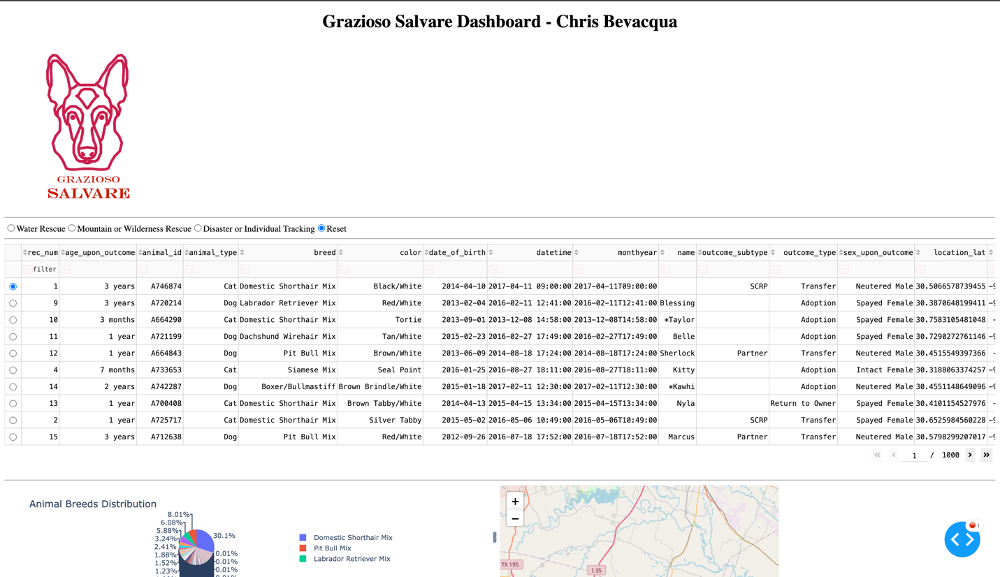 Grazioso Salvare Dashboard - Chris Bevacqua
GRAZIOSO
SALVARE
Water Rescue Mountain or Wilderness Rescue Disaster or Individual Tracking Reset
rec_num age_upon_outcome animal_id animal_type breed color date_of_birth datetime monthyear name outcome_subtype outcome_type sex_upon_outcome location_lat
filter
1 3 years A746874 Cat Domestic Shorthair Mix Black/White 2014-04-10 2017-04-11 09:00:00 2017-04-11T09:00:00 SCRP Transfer Neutered Male 30.5066578739455 -9
9 3 years A720214 Dog Labrador Retriever Mix Red/White 2013-02-04 2016-02-11 12:41:00 2016-02-11T12:41:00 Blessing Adoption Spayed Female 30.3870648199411 -9
10 3 months A664290 Cat Domestic Shorthair Mix Tortie 2013-09-01 2013-12-08 14:58:00 2013-12-08T14:58:00 *Taylor Adoption Spayed Female 30.7583105481048 -
11 1 year A721199 Dog Dachshund Wirehair Mix Tan/White 2015-02-23 2016-02-27 17:49:00 2016-02-27T17:49:00 Belle Adoption Spayed Female 30.7290272761146 -9
12 1 year A664843 Dog Pit Bull Mix Brown/White 2013-06-09 2014-08-18 17:24:00 2014-08-18T17:24:00 Sherlock Partner Transfer Neutered Male 30.4515549397366 -
4 7 months A733653 Cat Siamese Mix Seal Point 2016-01-25 2016-08-27 18:11:00 2016-08-27T18:11:00 Kitty Adoption Intact Female 30.3188063374257 -9
14 2 years A742287 Dog Boxer/Bullmastiff Brown Brindle/White 2015-01-18 2017-02-11 12:30:00 2017-02-11T12:30:00 *Kawhi Adoption Neutered Male 30.4551148649096 -9
13 1 year A700408 Cat Domestic Shorthair Mix Brown Tabby/White 2014-04-13 2015-04-15 13:34:00 2015-04-15T13:34:00 Nyla Return to Owner Spayed Female 30.4101154527976 -
2 1 year A725717 Cat Domestic Shorthair Mix Silver Tabby 2015-05-02 2016-05-06 10:49:00 2016-05-06T10:49:00 SCRP Transfer Spayed Female 30.6525984560228 -9
15 3 years A712638 Dog Pit Bull Mix Red/White 2012-09-26 2016-07-18 17:52:00 2016-07-18T17:52:00 Marcus Partner Transfer Neutered Male 30.5798299207017 -9
1 / 1000
Animal Breeds Distribution
8.01%
6.08%
5.88%
3.24%
2.41%
1.88%
1.52%
1.23%
30.1%
0.01%
0.01%
0.01%
Domestic Shorthair Mix
Pit Bull Mix
Labrador Retriever Mix
+
−
TX 195
I 35
1